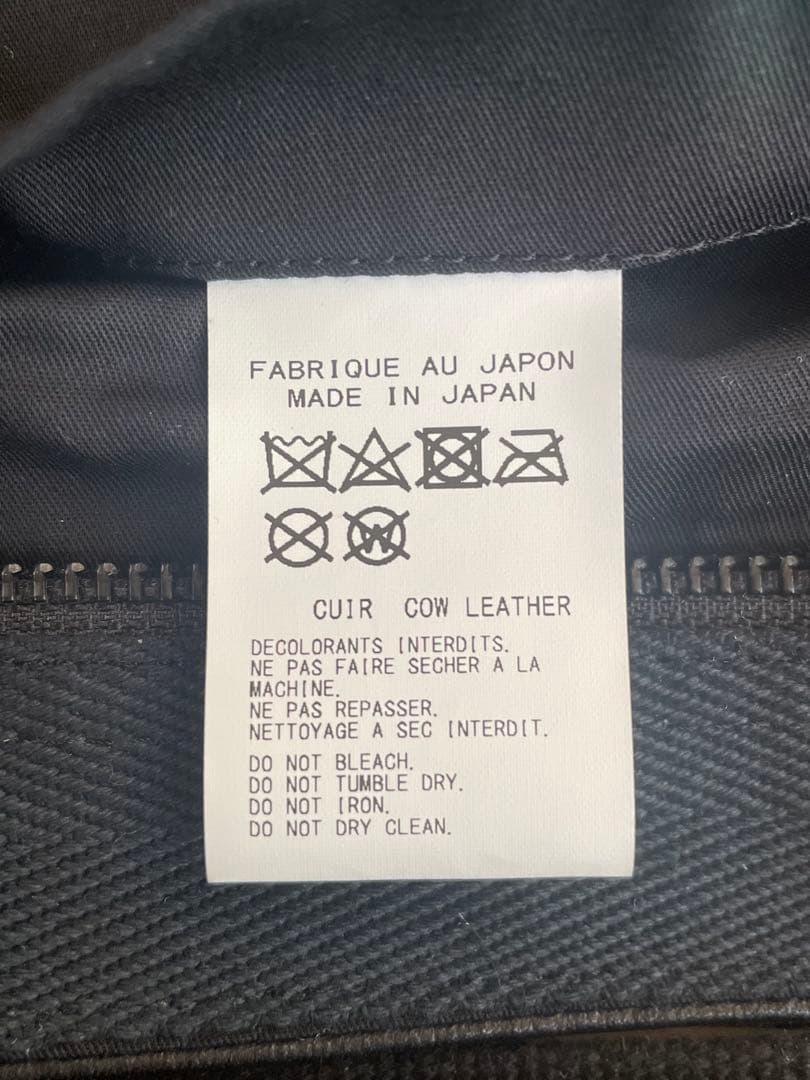 FABRIQUE AU JAPON
MADE IN JAPAN
W
CUIR COW LEATHER
DECOLORANTS INTERDITS.
NE PAS FAIRE SECHER A LA
MACHINE.
NE PAS REPASSER.
NETTOYAGE A SEC INTERDIT.
DO NOT BLEACH.
DO NOT TUMBLE DRY.
DO NOT IRON.
DO NOT DRY CLEAN.